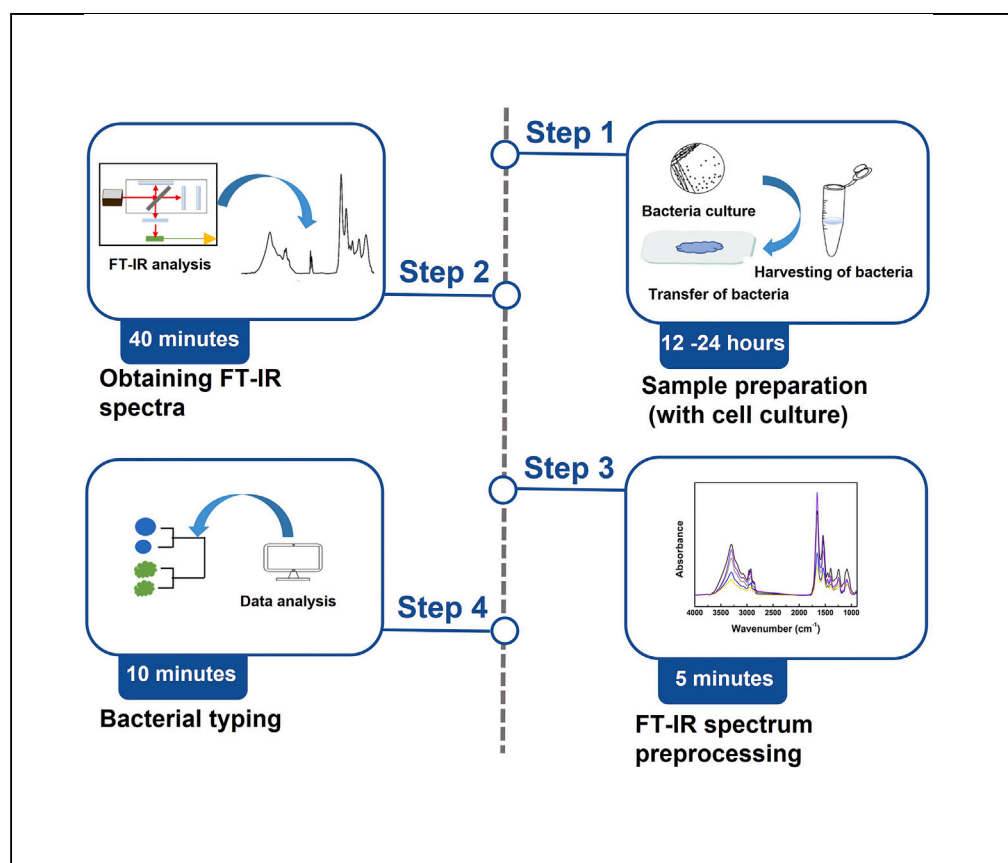 Step 1
Bacteria culture
Harvesting of bacteria
Transfer of bacteria
12 -24 hours
Sample preparation
(with cell culture)
FT-IR analysis
Step 2
40 minutes
Obtaining FT-IR
spectra
Step 3
Absorbance
4000 3500 3000 2500 2000 1500 1000
Wavenumber (cm⁻¹)
5 minutes
FT-IR spectrum
preprocessing
Data analysis
Step 4
10 minutes
Bacterial typing